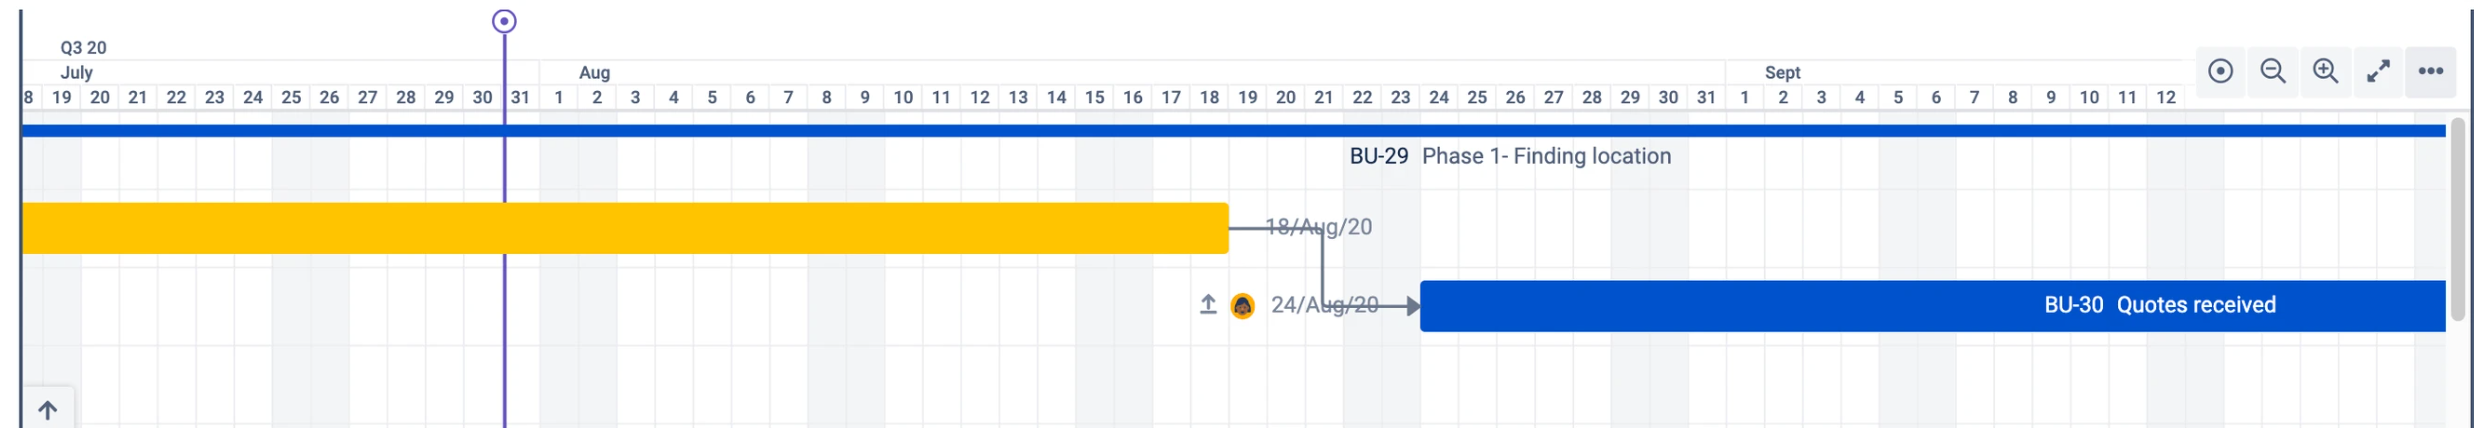 Q3 20
July Aug Sept
8 19 20 21 22 23 24 25 26 27 28 29 30 31 1 2 3 4 5 6 7 8 9 10 11 12 13 14 15 16 17 18 19 20 21 22 23 24 25 26 27 28 29 30 31 1 2 3 4 5 6 7 8 9 10 11 12
BU-29 Phase 1- Finding location
18/Aug/20
24/Aug/20 BU-30 Quotes received